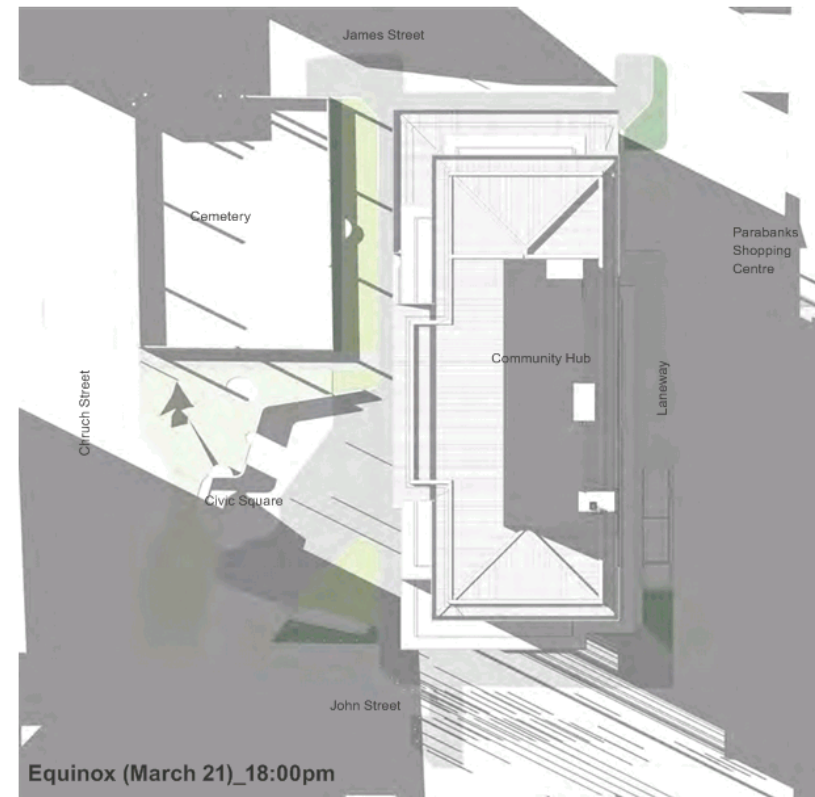 James Street
Cemetery
Parabanks
Shopping
Centre
Community Hub
Laneway
Chruch Street
Civic Square
John Street
Equinox (March 21)_18:00pm